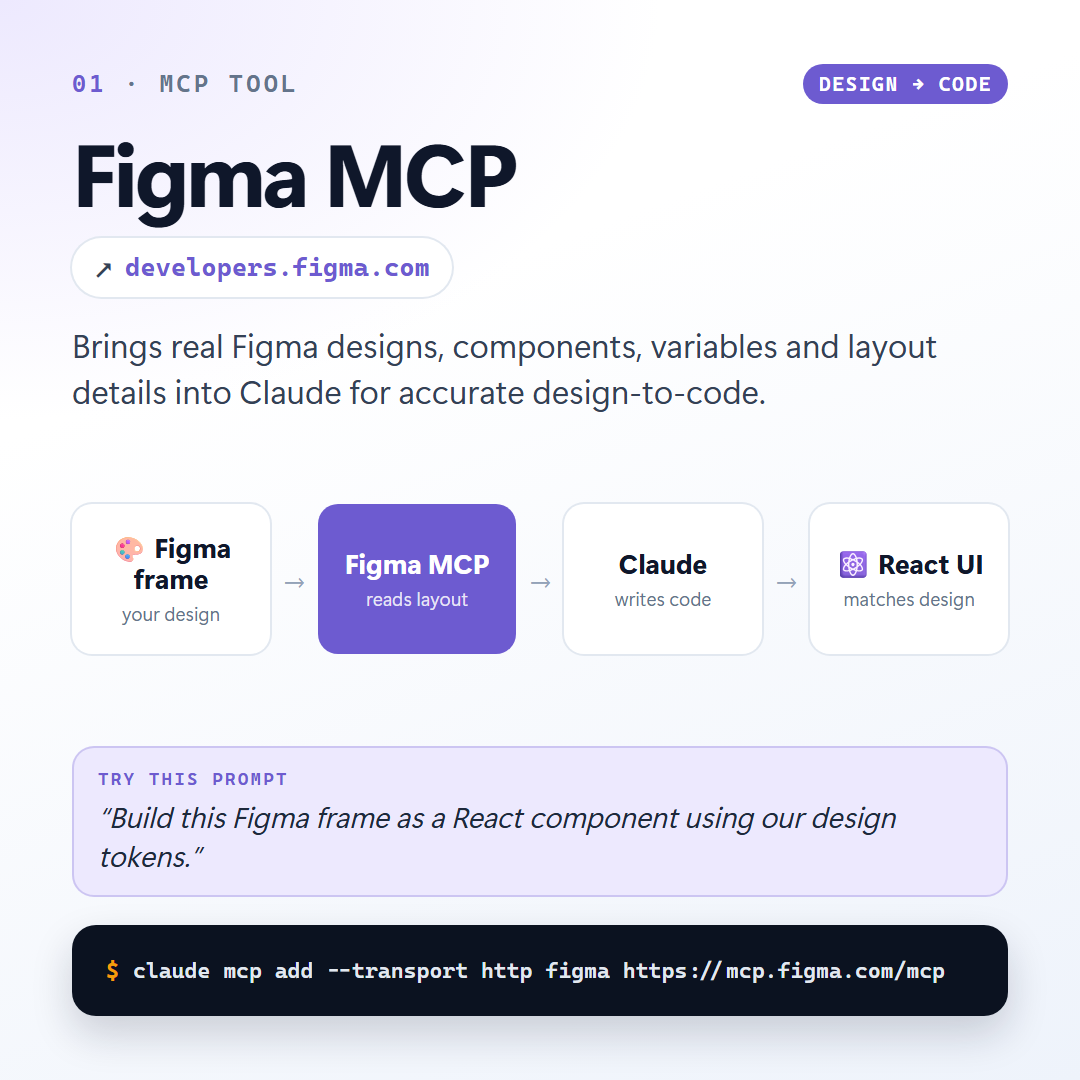 01 · MCP TOOL
DESIGN → CODE
Figma MCP
↗ developers.figma.com
Brings real Figma designs, components, variables and layout
details into Claude for accurate design-to-code.
🎨 Figma
frame
your design
→
Figma MCP
reads layout
→
Claude
writes code
→
⚛️ React UI
matches design
TRY THIS PROMPT
“Build this Figma frame as a React component using our design
tokens.”
$ claude mcp add --transport http figma https://mcp.figma.com/mcp